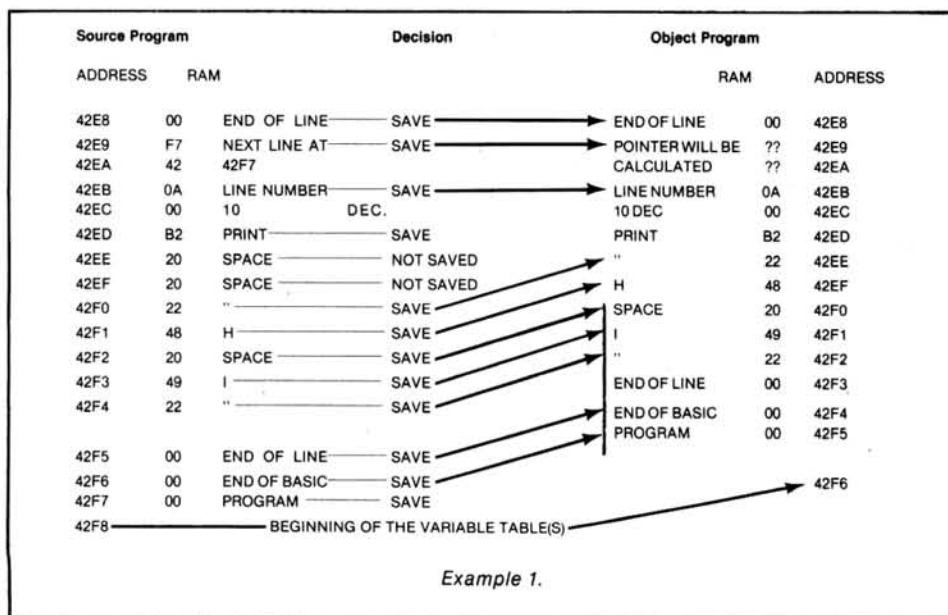 Source Program Decision Object Program
ADDRESS RAM RAM ADDRESS
42E8 00 END OF LINE SAVE END OF LINE 00 42E8
42E9 F7 NEXT LINE AT SAVE POINTER WILL BE ?? 42E9
42EA 42 42F7 CALCULATED ?? 42EA
42EB 0A LINE NUMBER SAVE LINE NUMBER 0A 42EB
42EC 00 10 DEC. 10 DEC 00 42EC
42ED B2 PRINT SAVE PRINT B2 42ED
42EE 20 SPACE NOT SAVED " 22 42EE
42EF 20 SPACE NOT SAVED H 48 42EF
42F0 22 " SAVE SPACE 20 42F0
42F1 48 H SAVE I 49 42F1
42F2 20 SPACE SAVE " 22 42F2
42F3 49 I SAVE END OF LINE 00 42F3
42F4 22 " SAVE END OF BASIC 00 42F4
PROGRAM 00 42F5
42F5 00 END OF LINE SAVE
42F6 00 END OF BASIC SAVE
42F7 00 PROGRAM SAVE 42F6
42F8 BEGINNING OF THE VARIABLE TABLE(S)
Example 1.